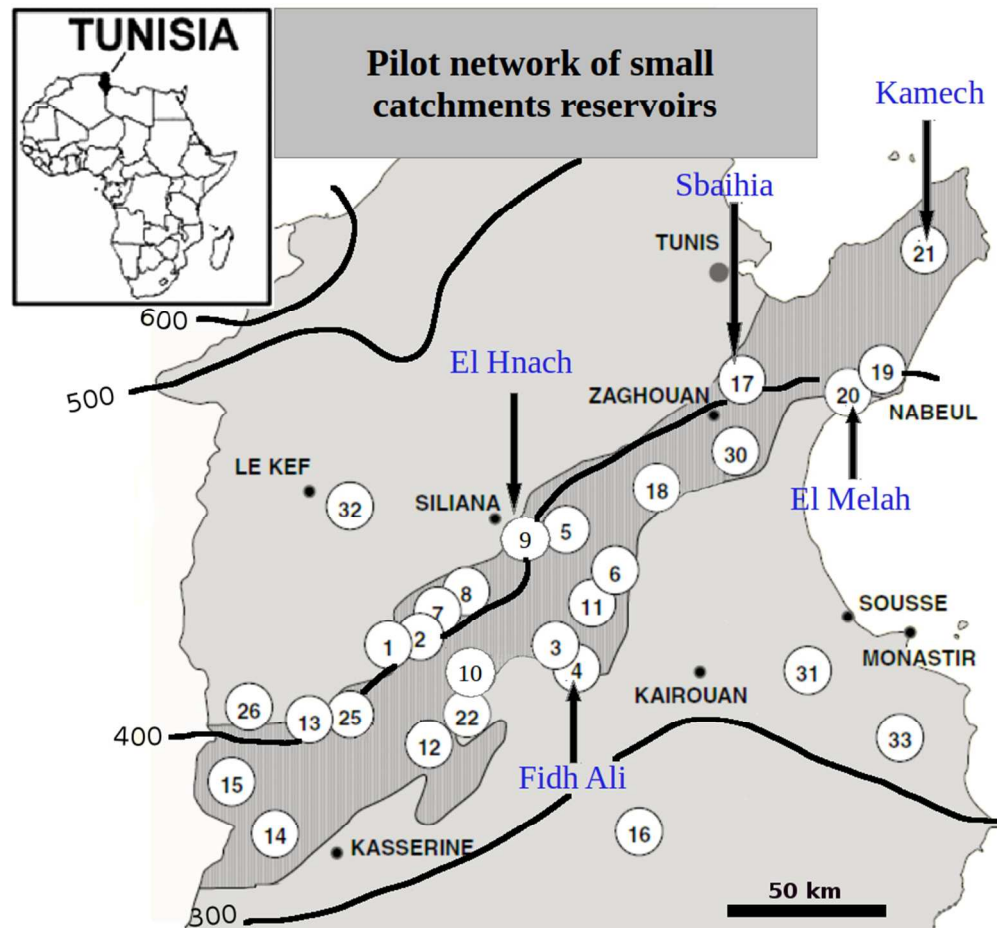 TUNISIA
Pilot network of small
catchments reservoirs
Kamech
Sbaihia
TUNIS
21
600
500
El Hnach
17
19
20
ZAGHOUAN
NABEUL
30
LE KEF
32
SILIANA
18
El Melah
9
5
6
8
7
11
SOUSSE
1
2
3
MONASTIR
10
4
31
KAIROUAN
26
13
25
22
400
12
33
15
Fidh Ali
14
16
KASSERINE
50 km
300